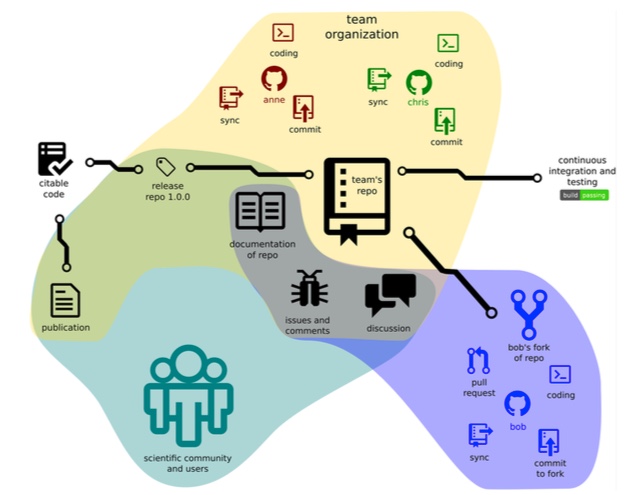 team
organization
coding
coding
sync
anne
commit
sync
chris
commit
citable
code
release
repo 1.0.0
team's
repo
continuous
integration and
testing
build passing
documentation
of repo
publication
issues and
comments
discussion
bob's fork
of repo
pull
request
coding
bob
sync
commit
to fork
scientific community
and users